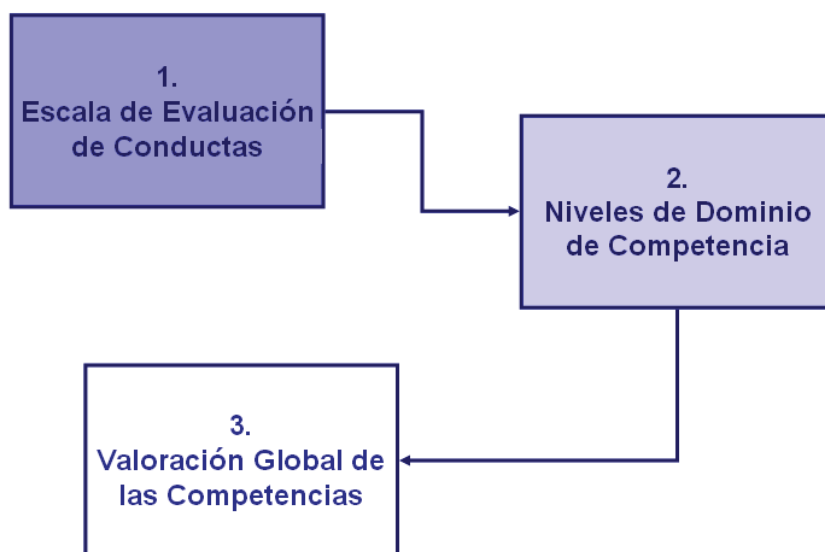 1.
Escala de Evaluación
de Conductas
2.
Niveles de Dominio
de Competencia
3.
Valoración Global de
las Competencias